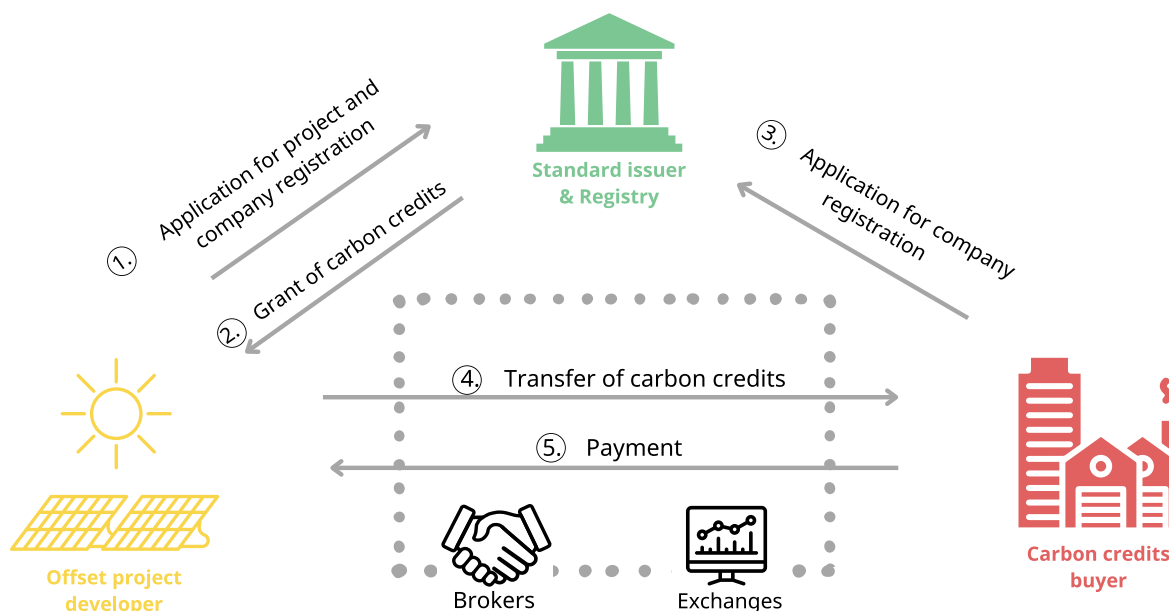 Standard issuer
& Registry
1.
Application for project and
company registration
2.
Grant of carbon credits
3.
Application for company
registration
4.
Transfer of carbon credits
5.
Payment
Offset project
developer
Brokers
Exchanges
Carbon credits
buyer